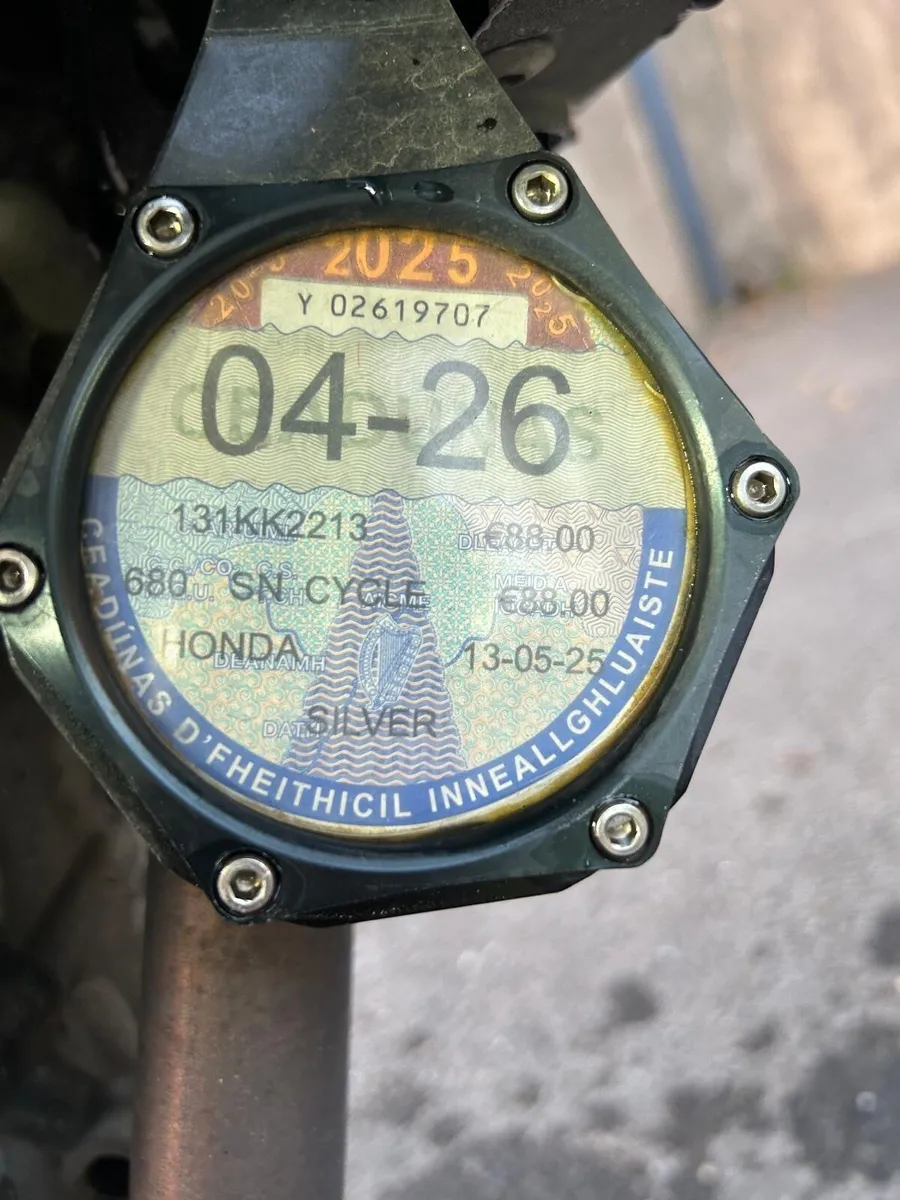 2025
2025
2025
Y 02619707
04-26
131KK2213
€88.00
680 SN CYCLE
€88.00
HONDA
DEANAMH
13-05-25
SILVER
CEADÚNAS D'FHEITHICIL INNEALLGHLUAISTE